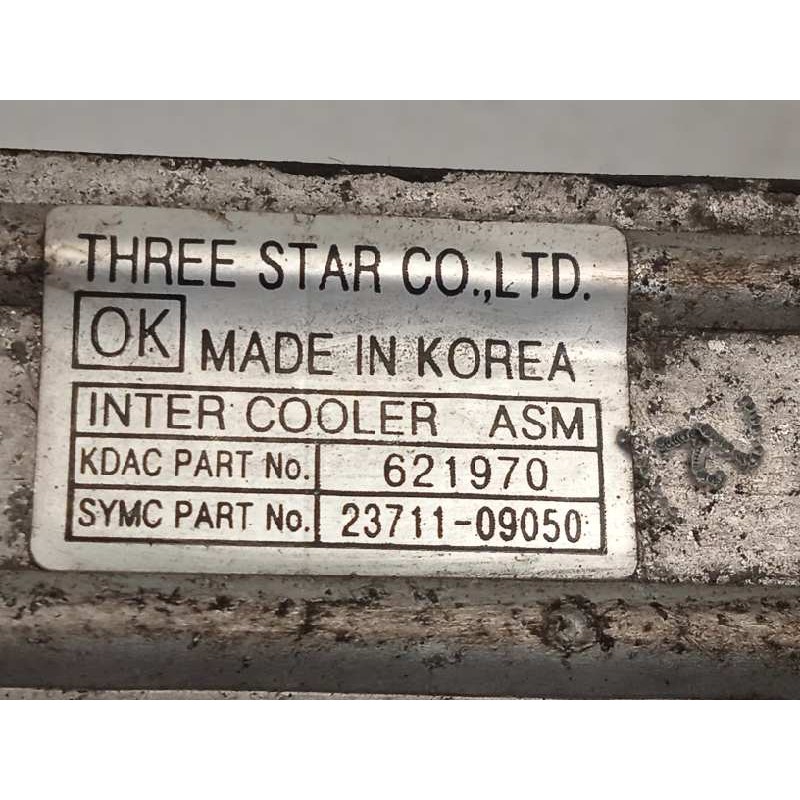 THREE STAR CO.,LTD.
OK MADE IN KOREA
INTER COOLER ASM
KDAC PART No. 621970
SYMC PART No. 23711-09050